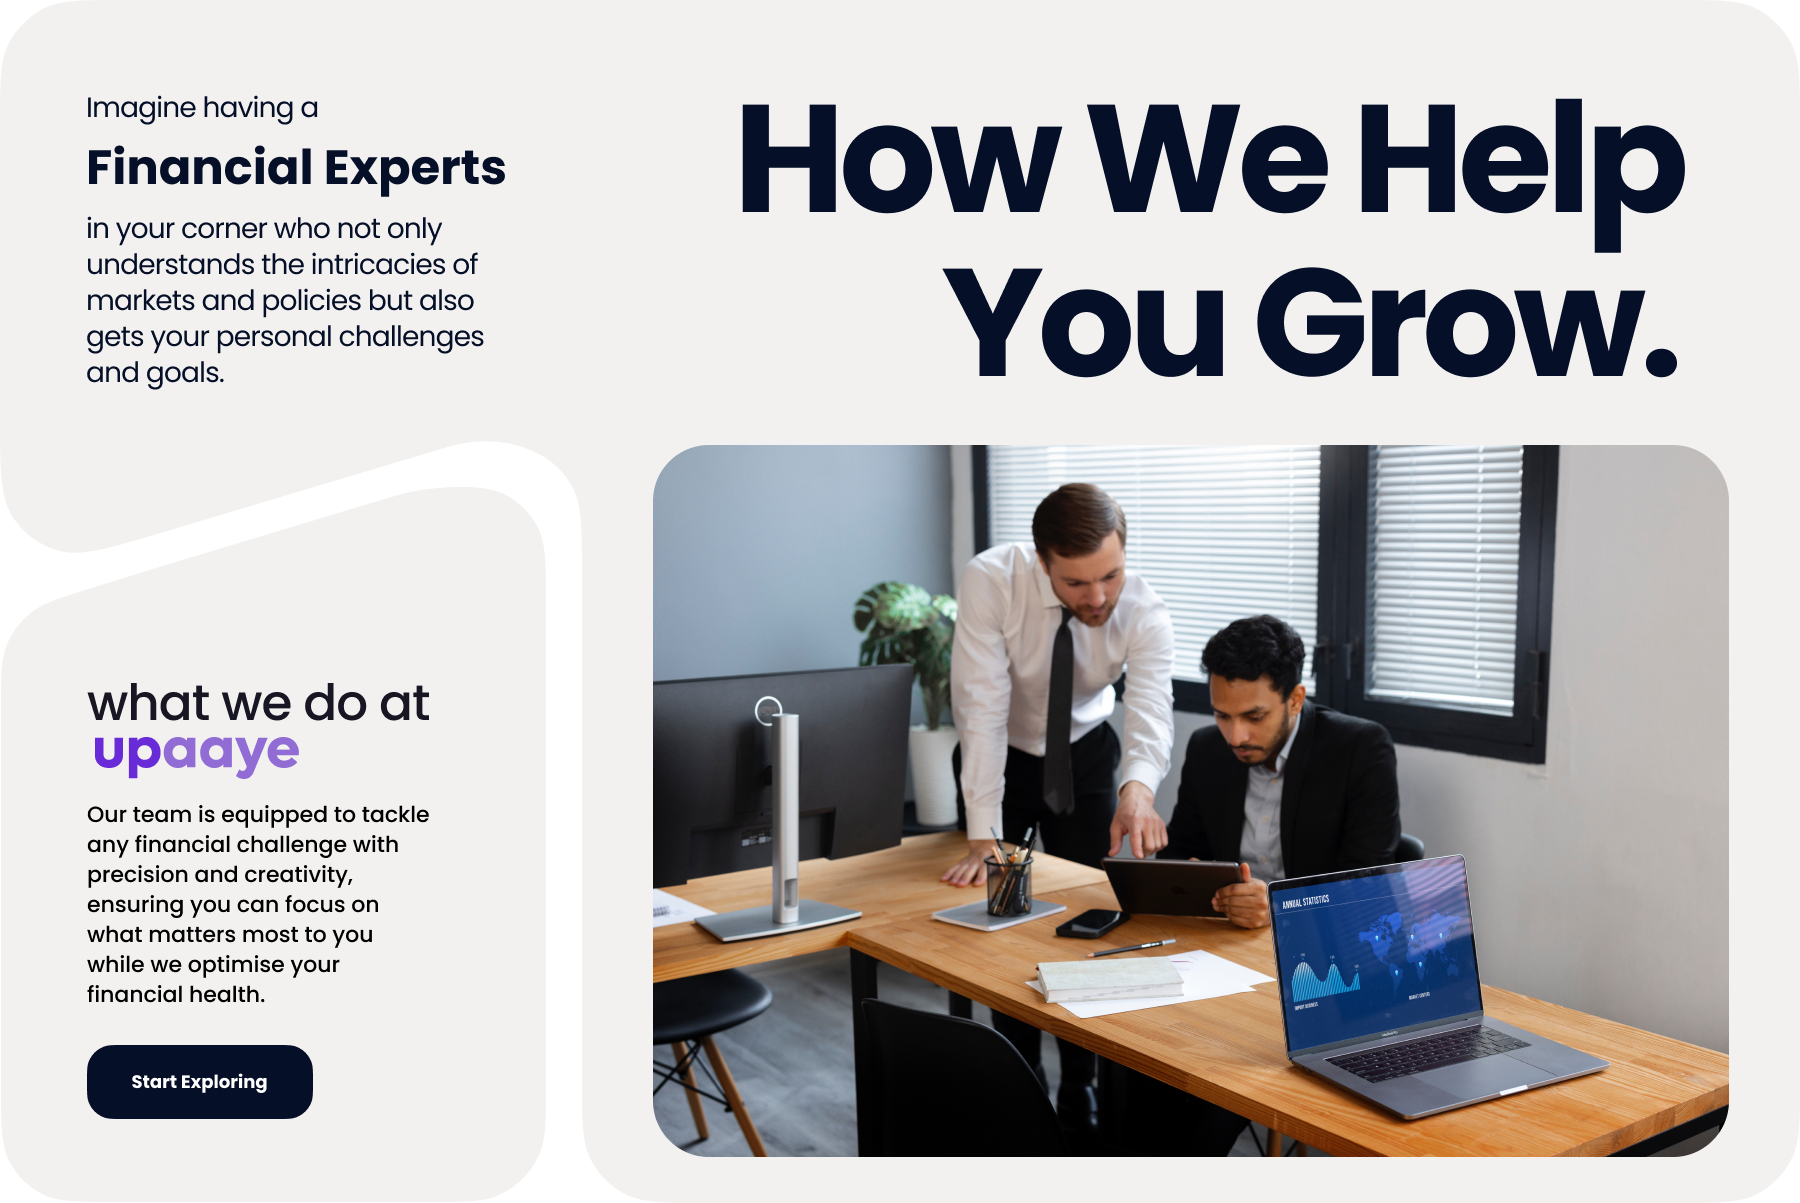 Imagine having a
Financial Experts
in your corner who not only
understands the intricacies of
markets and policies but also
gets your personal challenges
and goals.
How We Help
You Grow.
what we do at
upaaye
Our team is equipped to tackle
any financial challenge with
precision and creativity,
ensuring you can focus on
what matters most to you
while we optimise your
financial health.
Start Exploring
ANNUAL STATISTICS